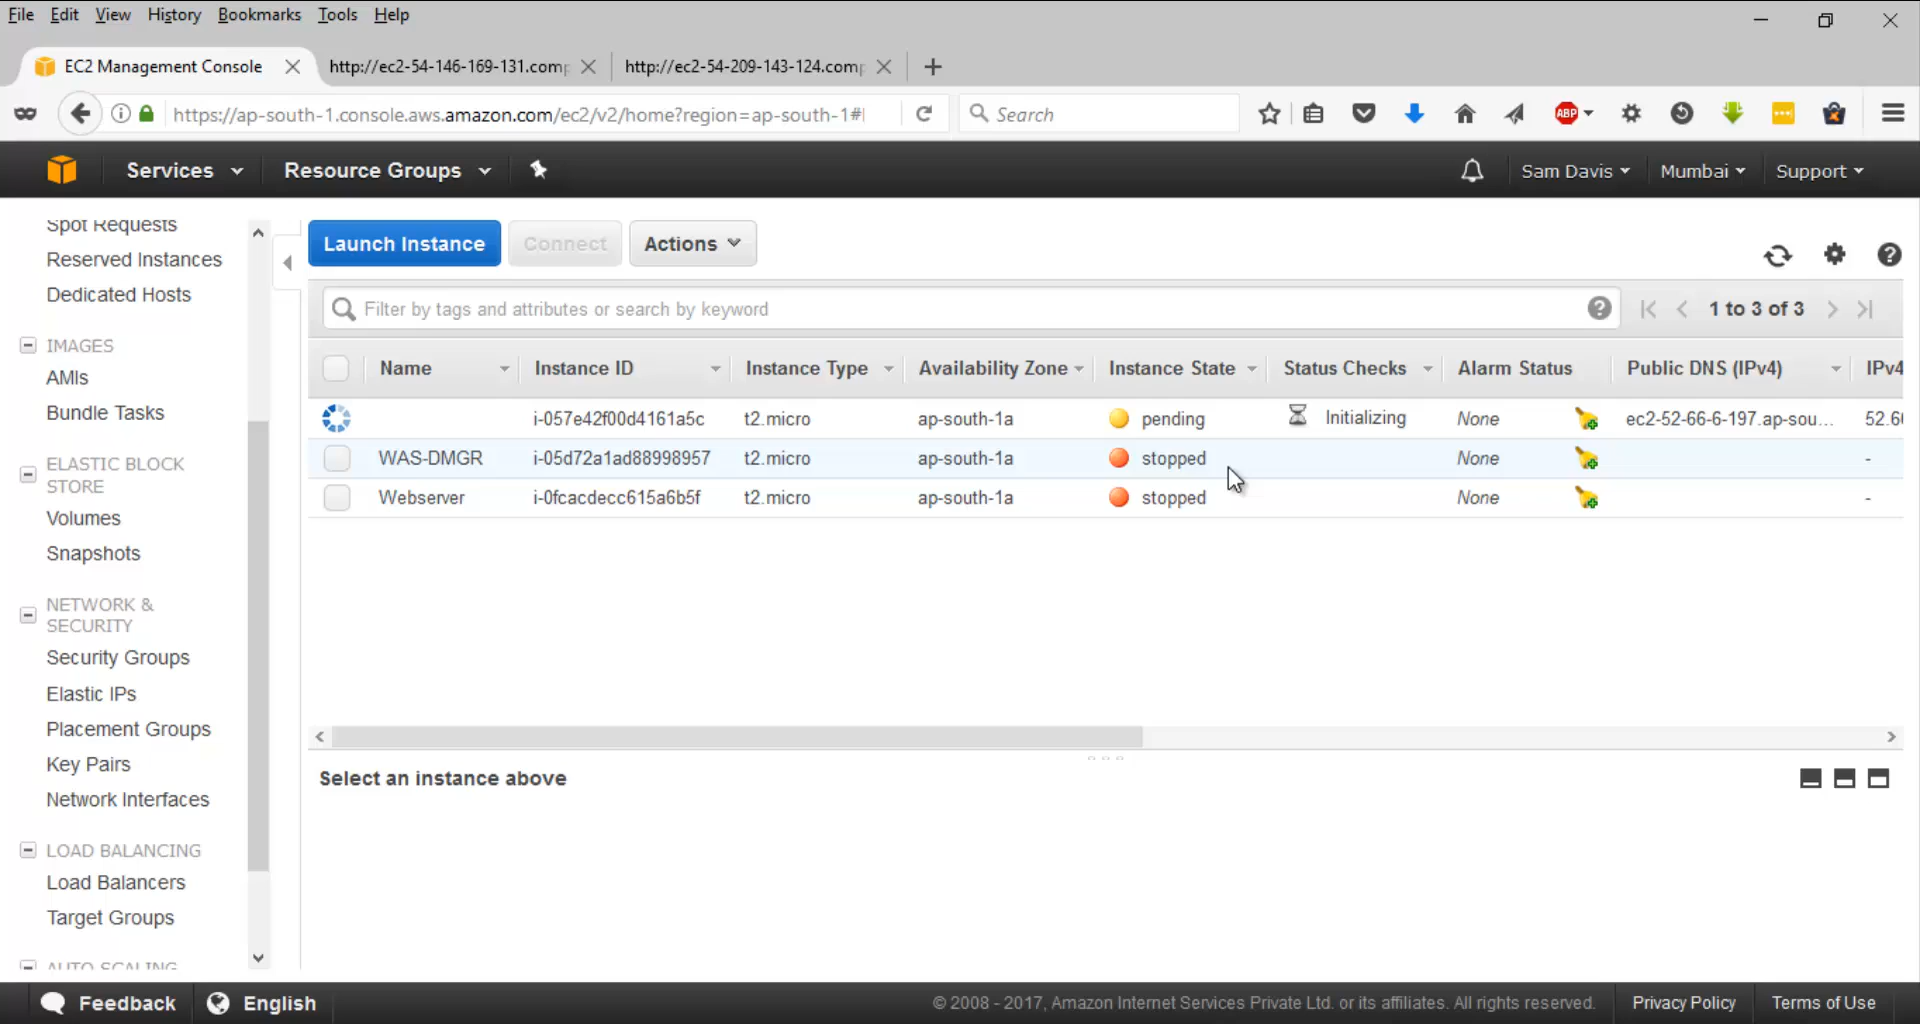 File Edit View History Bookmarks Tools Help
EC2 Management Console
http://ec2-54-146-169-131.comp
http://ec2-54-209-143-124.comp
https://ap-south-1.console.aws.amazon.com/ec2/v2/home?region=ap-south-1#
Search
ABP
Services
Resource Groups
Sam Davis
Mumbai
Support
Spot Requests
Reserved Instances
Dedicated Hosts
IMAGES
AMIs
Bundle Tasks
ELASTIC BLOCK
STORE
Volumes
Snapshots
NETWORK &
SECURITY
Security Groups
Elastic IPs
Placement Groups
Key Pairs
Network Interfaces
LOAD BALANCING
Load Balancers
Target Groups
AUTO SCALING
Launch Instance
Connect
Actions
Filter by tags and attributes or search by keyword
1 to 3 of 3
Name Instance ID Instance Type Availability Zone Instance State Status Checks Alarm Status Public DNS (IPv4) IPv4
i-057e42f00d4161a5c t2.micro ap-south-1a pending Initializing None ec2-52-66-6-197.ap-sou... 52.6
WAS-DMGR i-05d72a1ad88998957 t2.micro ap-south-1a stopped None -
Webserver i-0fcacdecc615a6b5f t2.micro ap-south-1a stopped None -
Select an instance above
Feedback
English
© 2008 - 2017, Amazon Internet Services Private Ltd. or its affiliates. All rights reserved.
Privacy Policy
Terms of Use